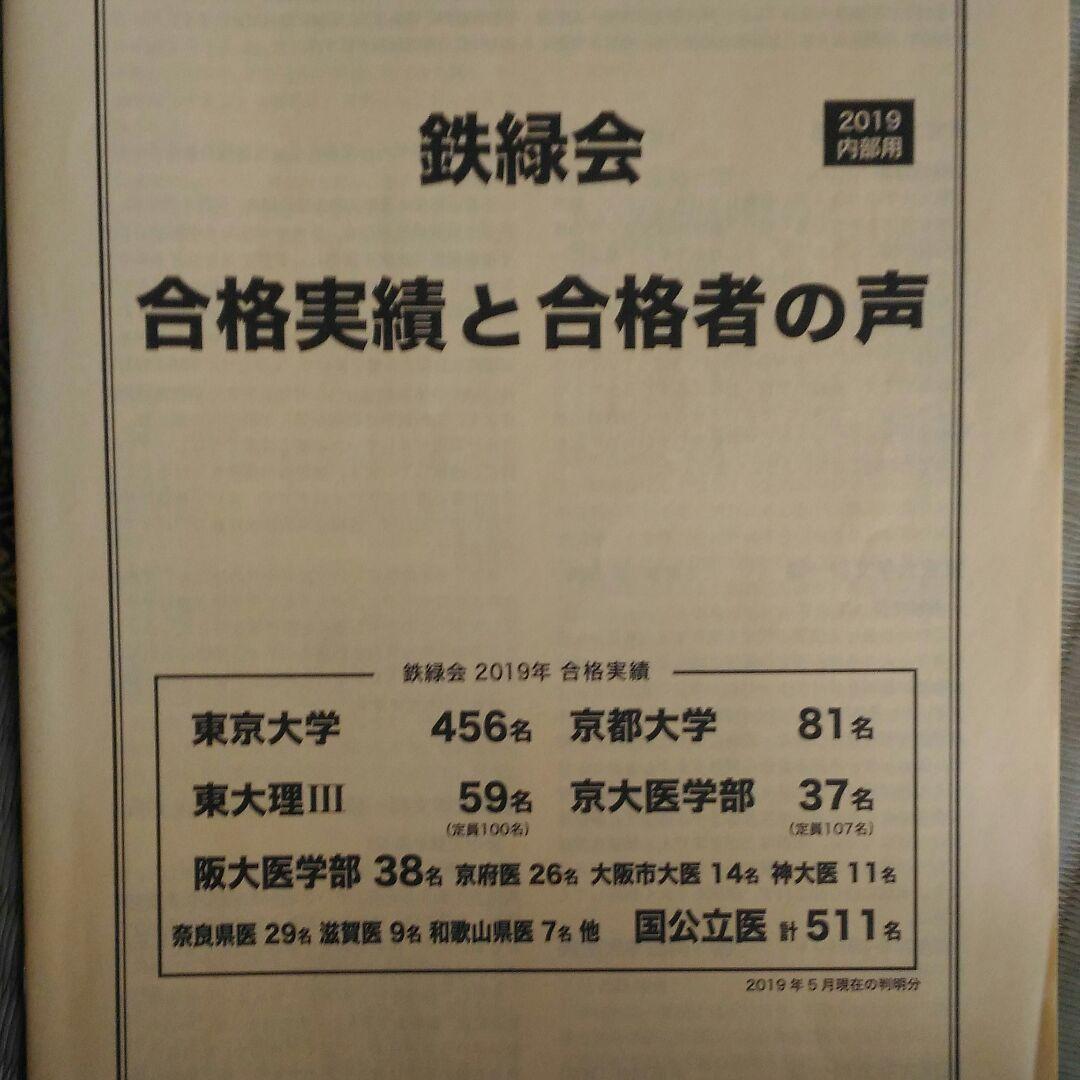 鉄緑会
2019
内部用
合格実績と合格者の声
鉄緑会 2019年 合格実績
東京大学 456名 京都大学 81名
東大理III 59名 京大医学部 37名
(定員100名) (定員107名)
阪大医学部 38名 京府医 26名 大阪市大医 14名 神大医 11名
奈良県医 29名 滋賀医 9名 和歌山県医 7名 他 国公立医 計 511名
2019年5月現在の判明分